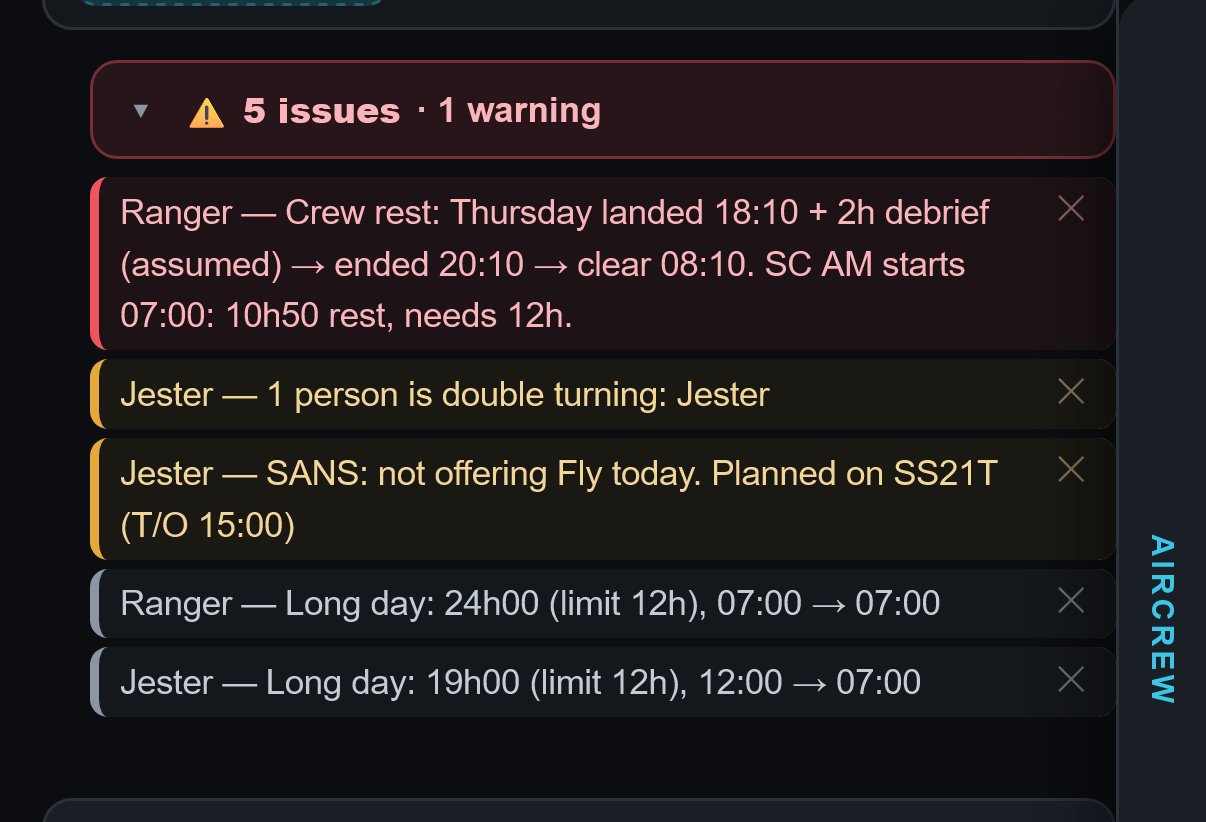 ▼ ⚠️ 5 issues · 1 warning
Ranger — Crew rest: Thursday landed 18:10 + 2h debrief
(assumed) → ended 20:10 → clear 08:10. SC AM starts
07:00: 10h50 rest, needs 12h.
Jester — 1 person is double turning: Jester
Jester — SANS: not offering Fly today. Planned on SS21T
(T/O 15:00)
Ranger — Long day: 24h00 (limit 12h), 07:00 → 07:00
Jester — Long day: 19h00 (limit 12h), 12:00 → 07:00
AIRCREW